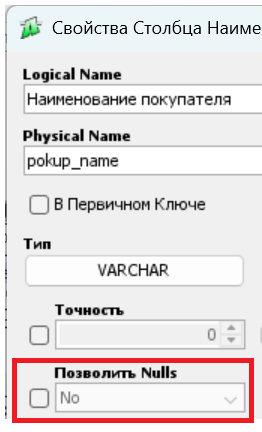 Свойства Столбца Наиме
Logical Name
Наименование покупателя
Physical Name
pokup_name
В Первичном Ключе
Тип
VARCHAR
Точность
0
Позволить Nulls
No